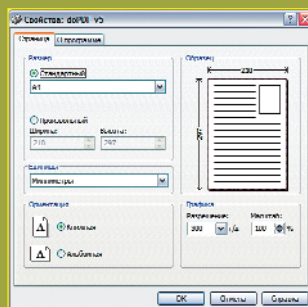 Свойства: doPDF v5
Страница О программе
Размер
Стандартный
A4
Произвольный
Ширина: Высота:
210 297
Единицы
Миллиметры
Ориентация
A Книжная
A Альбомная
Образец
210
297
Графика
Разрешение: Масштаб:
300 т/д 100 %
OK Отмена Справка